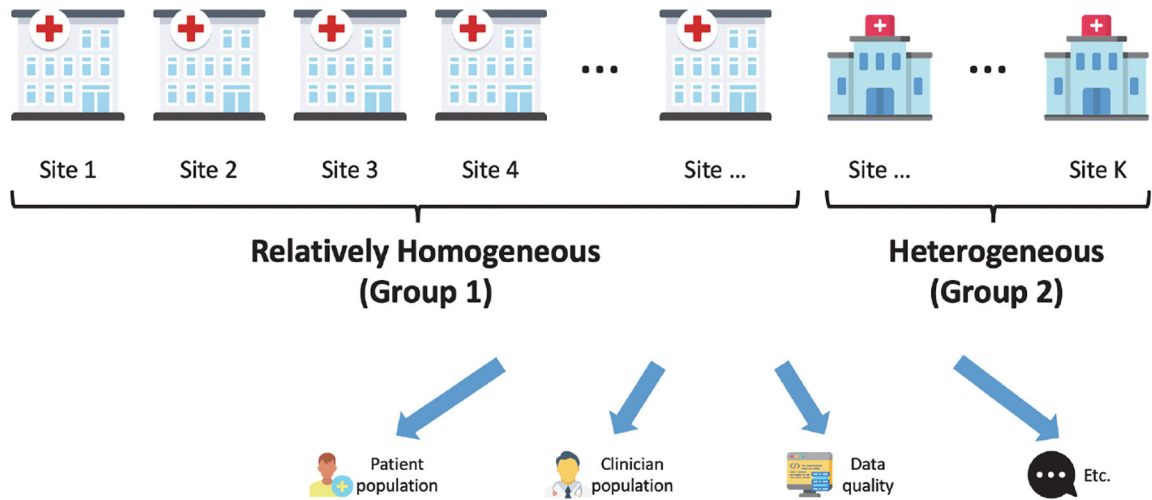 Site 1
Site 2
Site 3
Site 4
...
Site ...
Site ...
...
Site K
Relatively Homogeneous
(Group 1)
Heterogeneous
(Group 2)
Patient
population
Clinician
population
Data
quality
Etc.